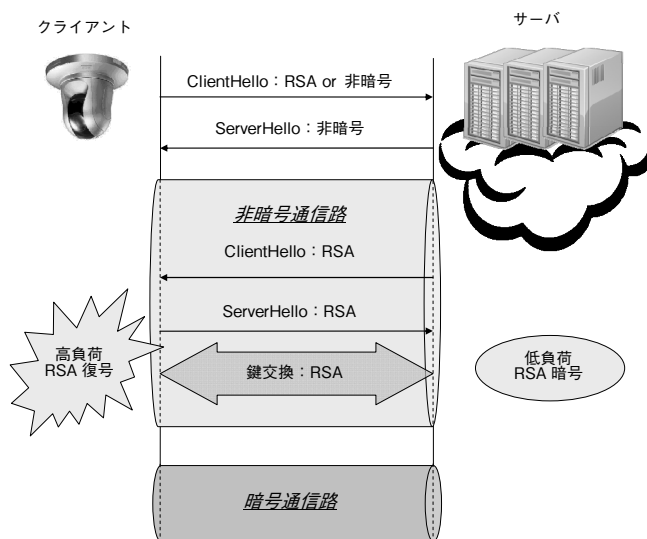 クライアント
サーバ
ClientHello：RSA or 非暗号
ServerHello：非暗号
非暗号通信路
ClientHello：RSA
ServerHello：RSA
高負荷
RSA 復号
鍵交換：RSA
低負荷
RSA 暗号
暗号通信路